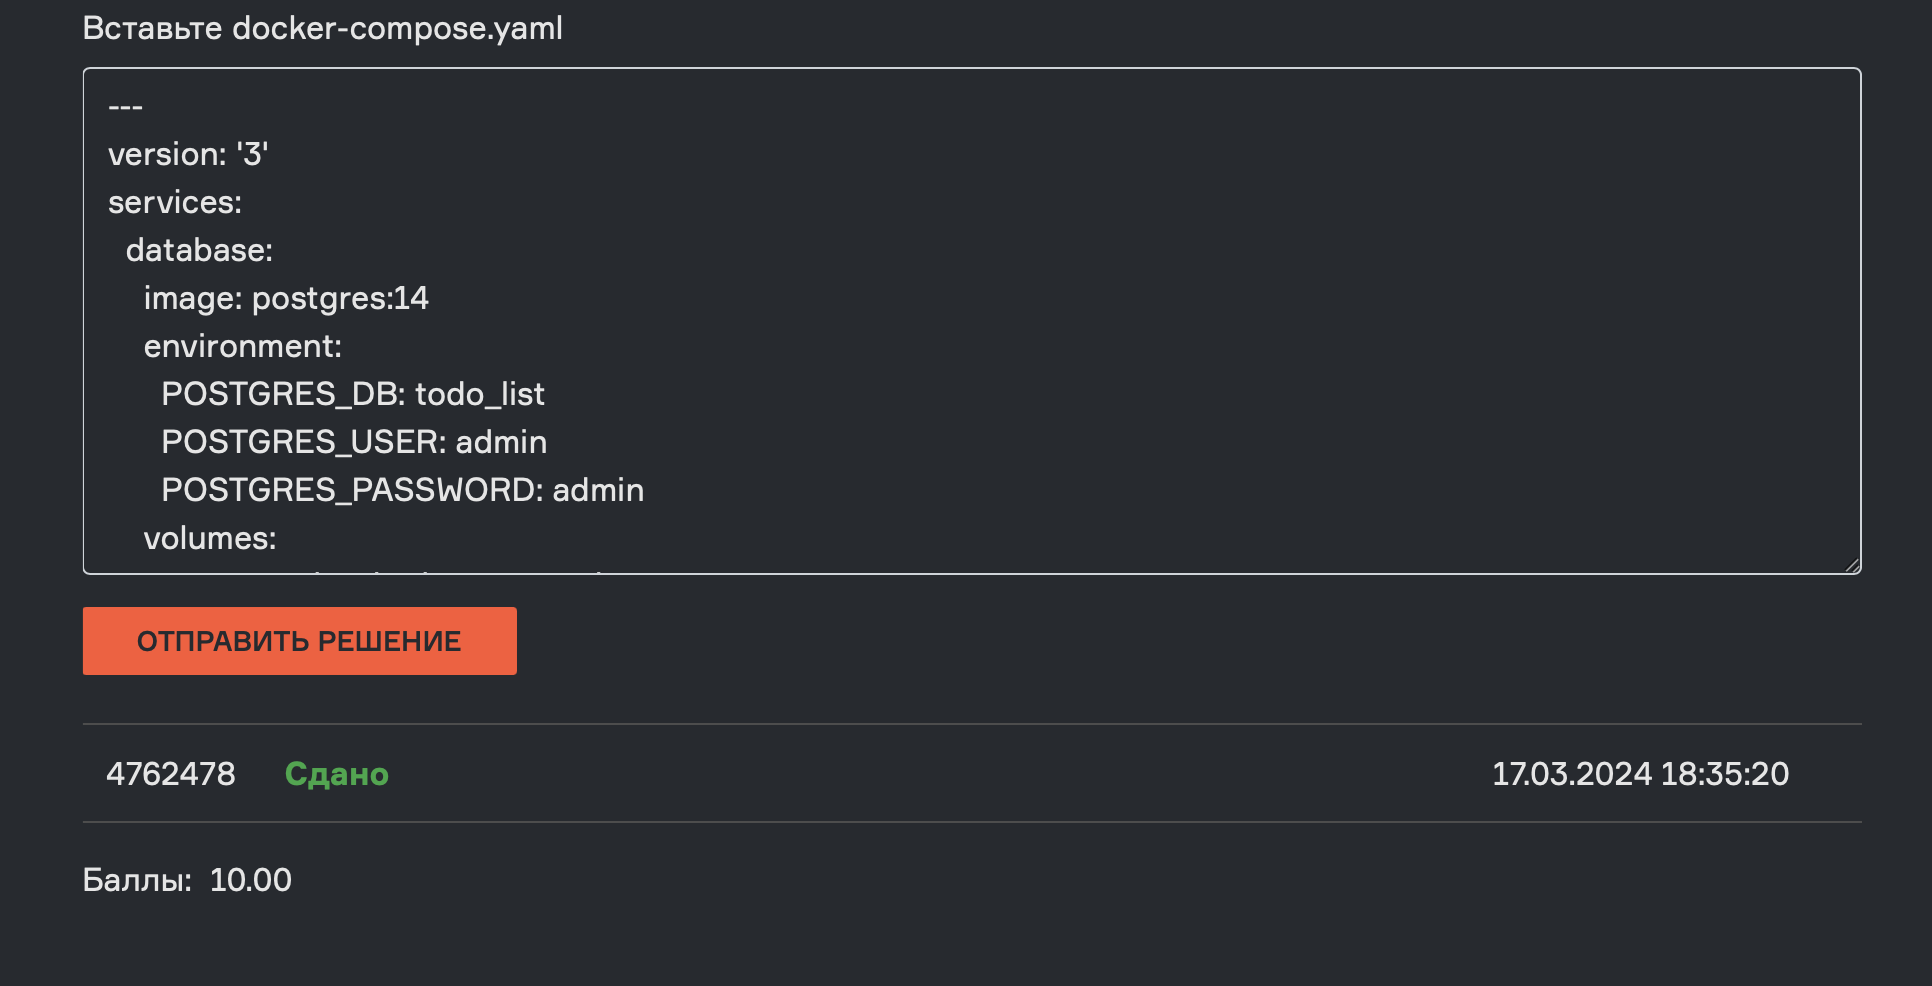 Вставьте docker-compose.yaml
---
version: '3'
services:
  database:
    image: postgres:14
    environment:
      POSTGRES_DB: todo_list
      POSTGRES_USER: admin
      POSTGRES_PASSWORD: admin
    volumes:
ОТПРАВИТЬ РЕШЕНИЕ
4762478 Сдано 17.03.2024 18:35:20
Баллы: 10.00